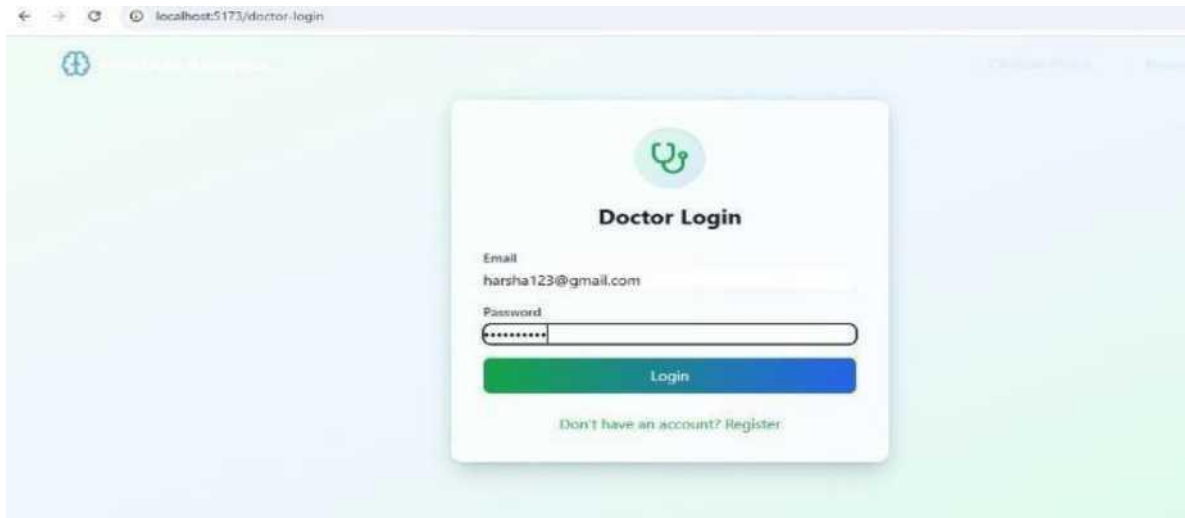 localhost:5173/doctor-login
Doctor Login
Email
harsha123@gmail.com
Password
••••••••••
Login
Don't have an account? Register